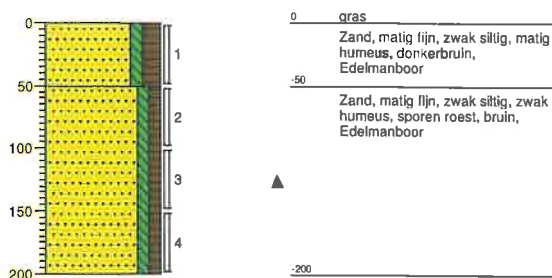 0
50
100
150
200
1
2
3
4
0 gras
Zand, matig fijn, zwak siltig, matig
humeus, donkerbruin,
Edelmanboor
-50
Zand, matig fijn, zwak siltig, zwak
humeus, sporen roest, bruin,
Edelmanboor
-200